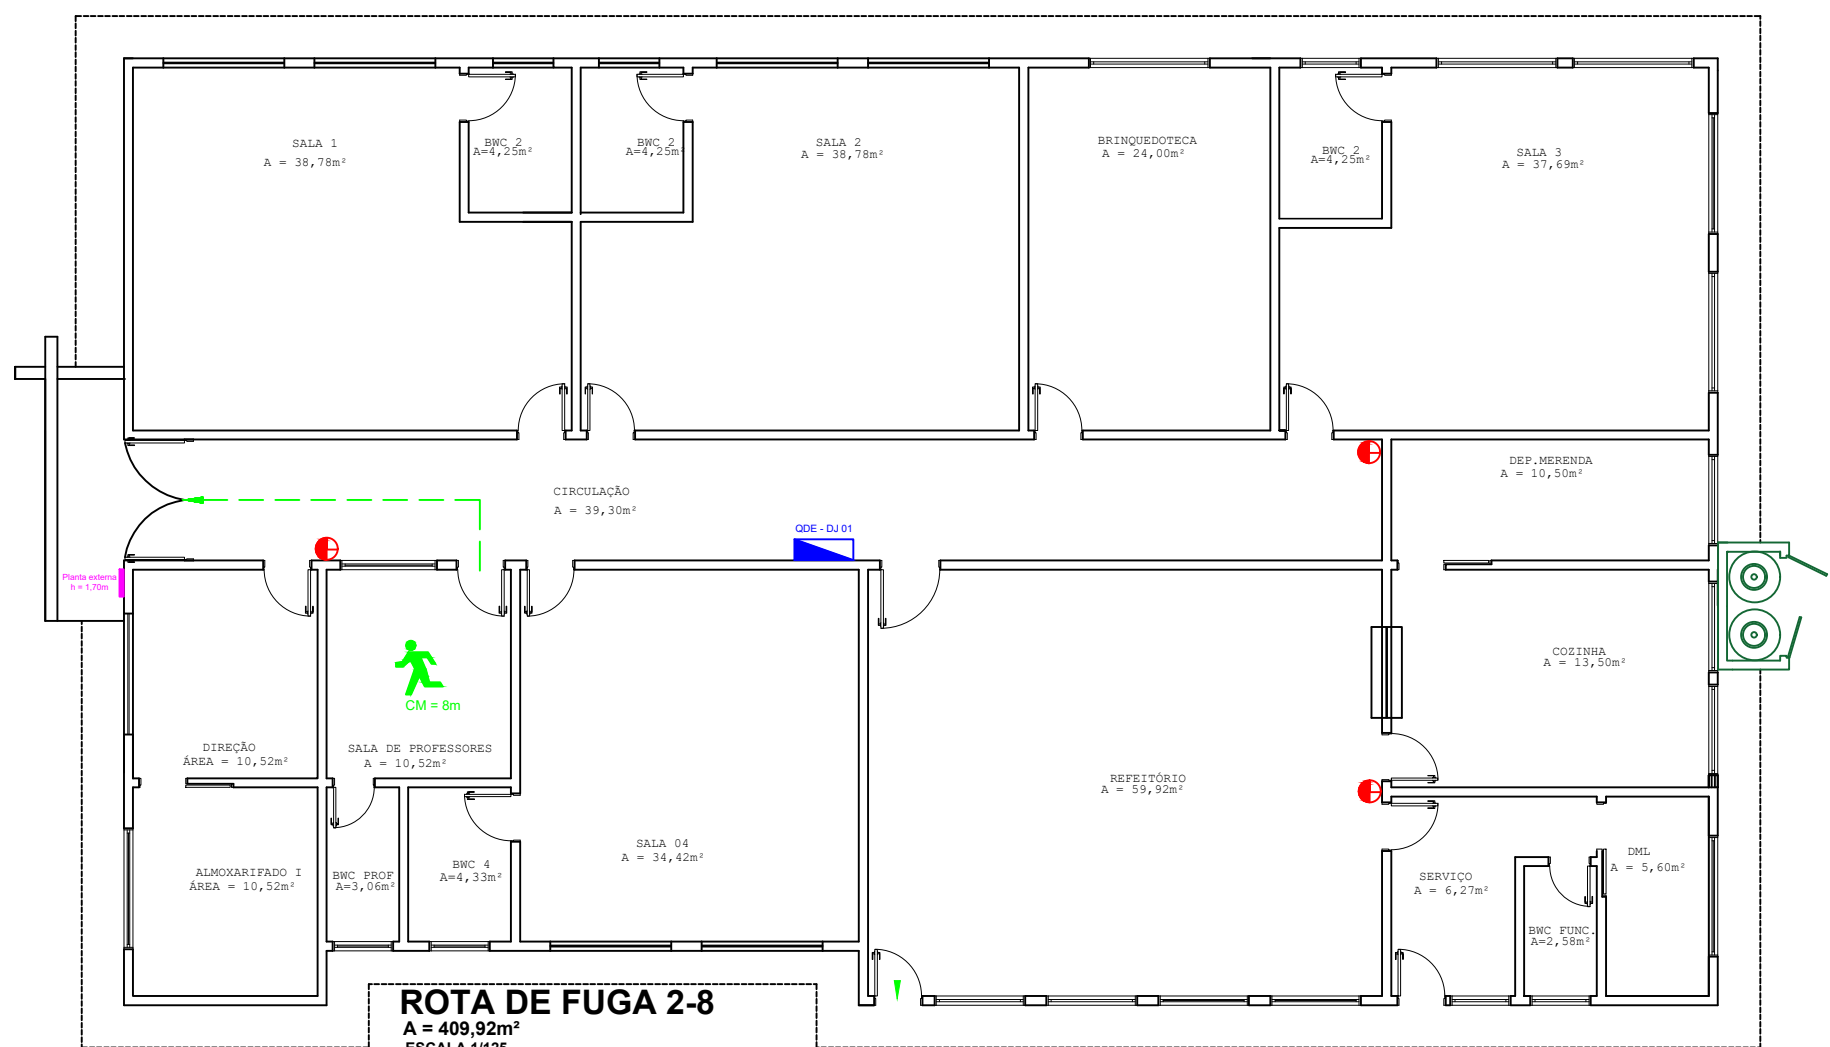 SALA 1
A = 38,78m²
BWC 2
A=4,25m²
BWC 2
A=4,25m²
SALA 2
A = 38,78m²
BRINQUEDOTECA
A = 24,00m²
BWC 2
A=4,25m²
SALA 3
A = 37,69m²
CIRCULAÇÃO
A = 39,30m²
DEP.MERENDA
A = 10,50m²
QDE - DJ 01
Planta externa
h = 1,70m
CM = 8m
COZINHA
A = 13,50m²
DIREÇÃO
ÁREA = 10,52m²
SALA DE PROFESSORES
A = 10,52m²
REFEITÓRIO
A = 59,92m²
SALA 04
A = 34,42m²
ALMOXARIFADO I
ÁREA = 10,52m²
BWC PROF
A=3,06m²
BWC 4
A=4,33m²
SERVIÇO
A = 6,27m²
DML
A = 5,60m²
BWC FUNC.
A=2,58m²
ROTA DE FUGA 2-8
A = 409,92m²
ESCALA 1/125